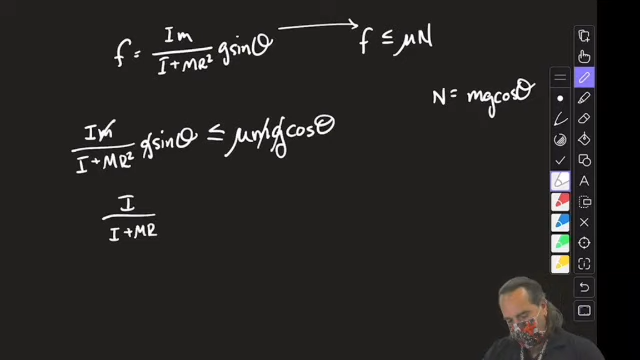 f = Im / (I + MR²) g sinθ → f ≤ μN
N = mg cosθ
Im / (I + MR²) g sinθ ≤ μmg cosθ
I / (I + MR